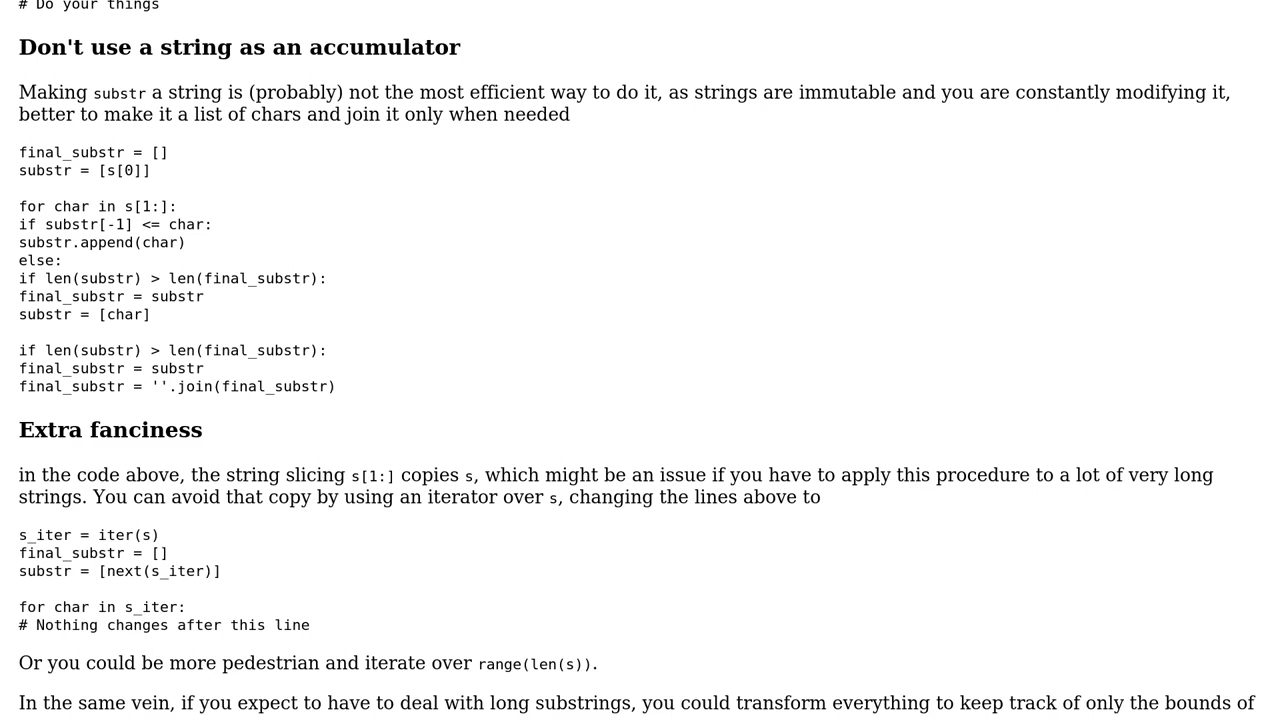 # Do your things
Don't use a string as an accumulator
Making substr a string is (probably) not the most efficient way to do it, as strings are immutable and you are constantly modifying it,
better to make it a list of chars and join it only when needed
final_substr = []
substr = [s[0]]
for char in s[1:]:
if substr[-1] <= char:
substr.append(char)
else:
if len(substr) > len(final_substr):
final_substr = substr
substr = [char]
if len(substr) > len(final_substr):
final_substr = substr
final_substr = ''.join(final_substr)
Extra fanciness
in the code above, the string slicing s[1:] copies s, which might be an issue if you have to apply this procedure to a lot of very long
strings. You can avoid that copy by using an iterator over s, changing the lines above to
s_iter = iter(s)
final_substr = []
substr = [next(s_iter)]
for char in s_iter:
# Nothing changes after this line
Or you could be more pedestrian and iterate over range(len(s)).
In the same vein, if you expect to have to deal with long substrings, you could transform everything to keep track of only the bounds of